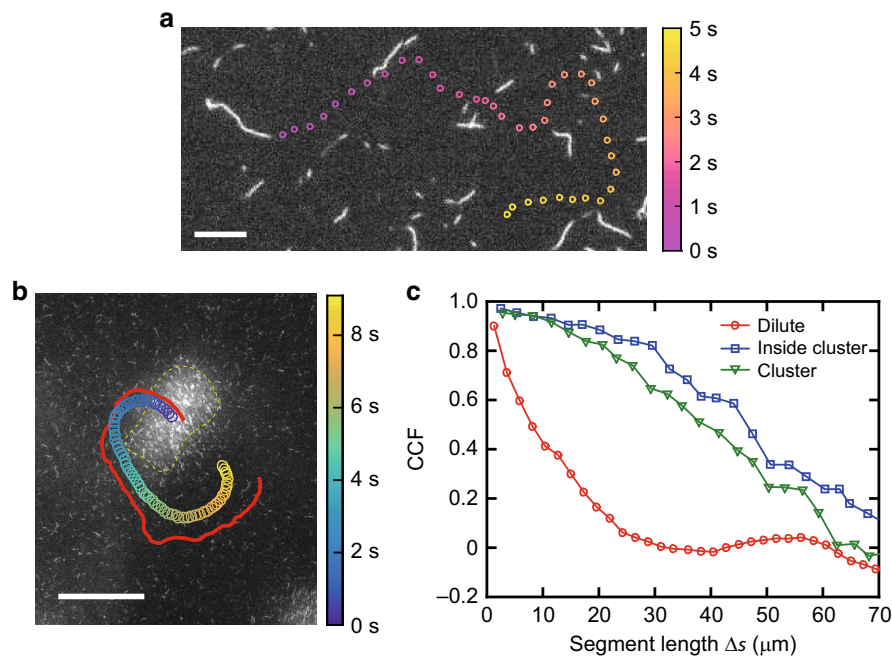 a
5 s
4 s
3 s
2 s
1 s
0 s
b
8 s
6 s
4 s
2 s
0 s
c
1.0
0.8
0.6
0.4
0.2
0
–0.2
CCF
Dilute
Inside cluster
Cluster
0 10 20 30 40 50 60 70
Segment length Δs (μm)